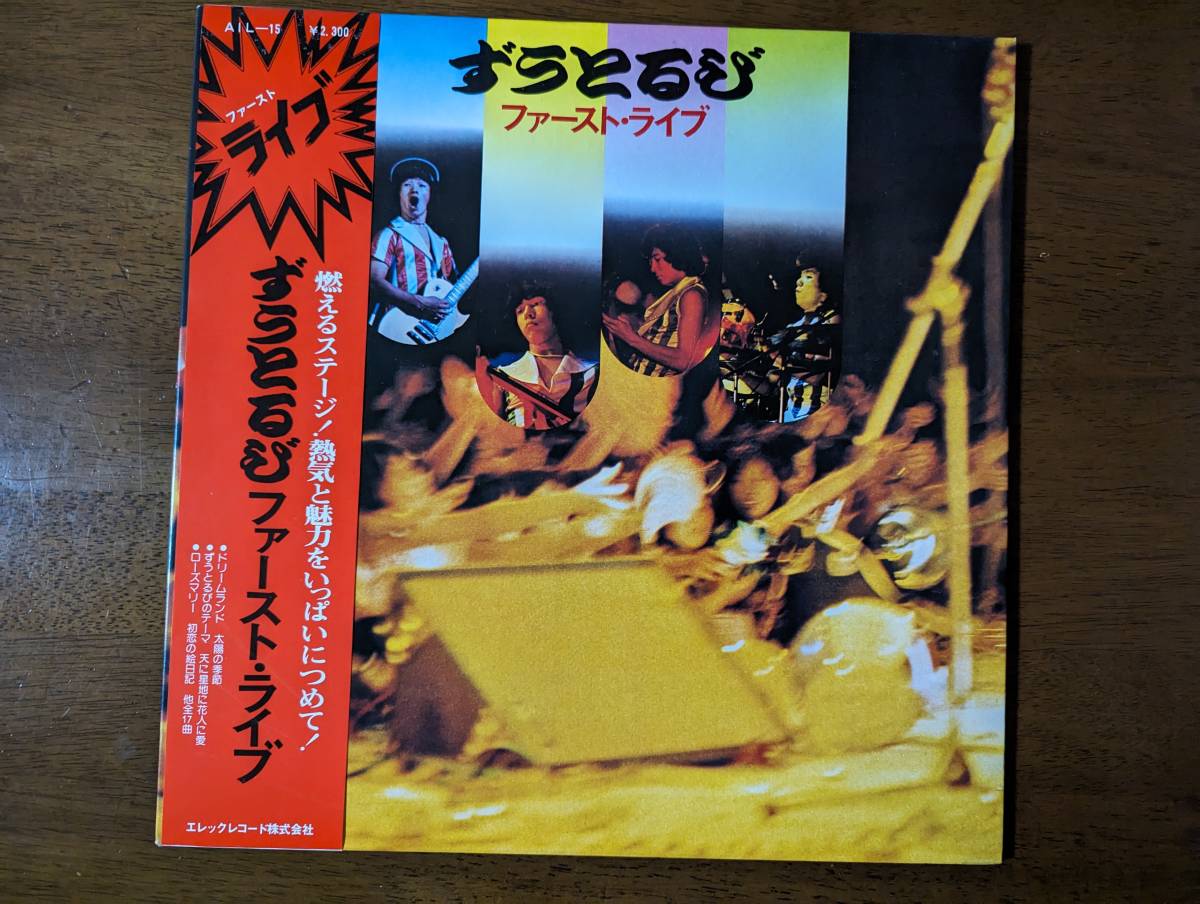 AIL—15
¥2,300
ファースト
ライブ
ずうとるび
ファースト・ライブ
燃えるステージ!熱気と魅力をいっぱいにつめて!
ずうとるび ファースト・ライブ
●ドリームランド 太陽の季節
●ずうとるびのテーマ 天に星地に花人に愛
●ローズマリー 初恋の絵日記 他全17曲
エレックレコード株式会社